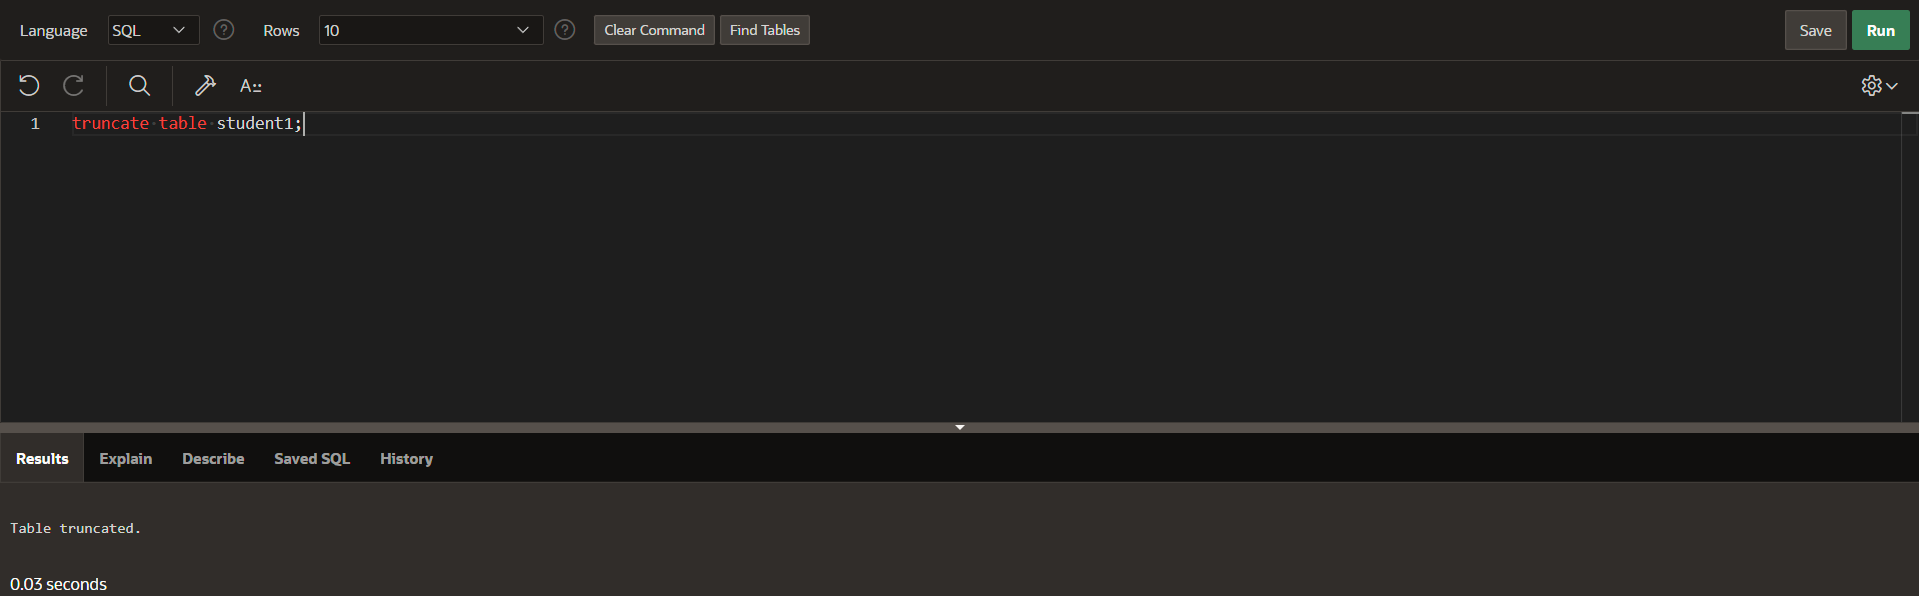 Language SQL ? Rows 10 ? Clear Command Find Tables Save Run
A::
1 truncate table student1;
Results Explain Describe Saved SQL History
Table truncated.
0.03 seconds